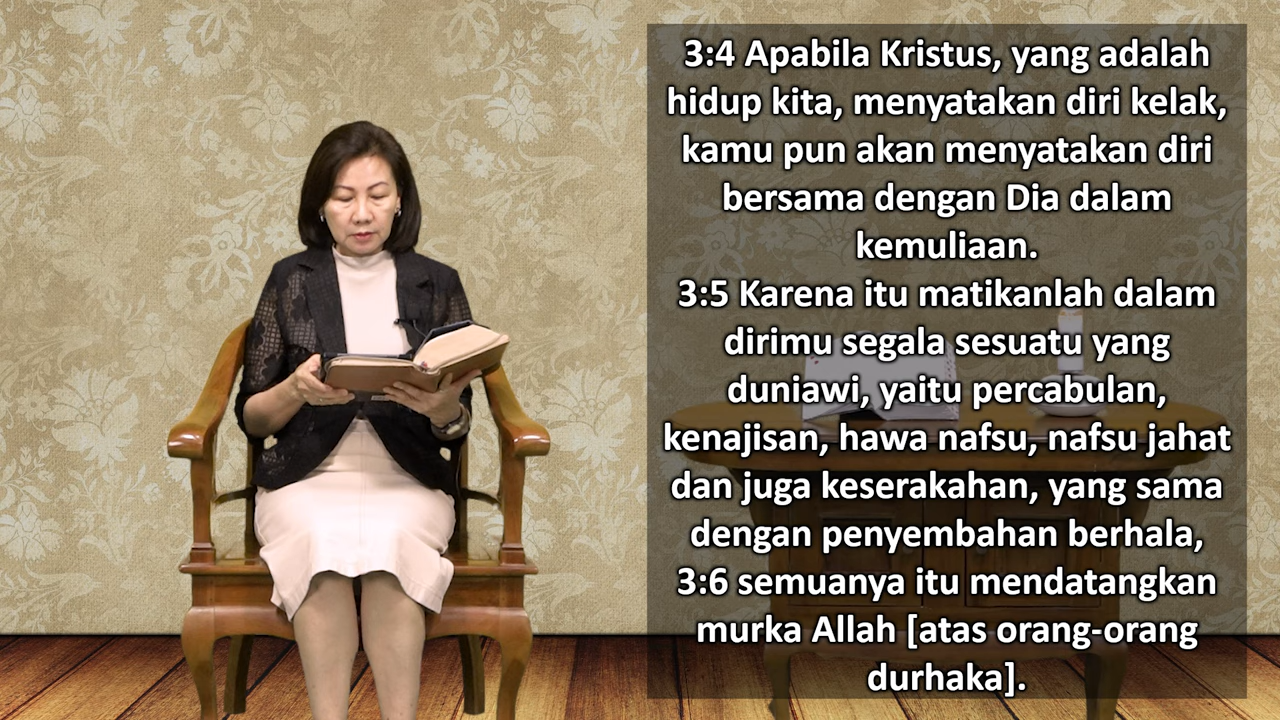 3:4 Apabila Kristus, yang adalah
hidup kita, menyatakan diri kelak,
kamu pun akan menyatakan diri
bersama dengan Dia dalam
kemuliaan.
3:5 Karena itu matikanlah dalam
dirimu segala sesuatu yang
duniawi, yaitu percabulan,
kenajisan, hawa nafsu, nafsu jahat
dan juga keserakahan, yang sama
dengan penyembahan berhala,
3:6 semuanya itu mendatangkan
murka Allah [atas orang-orang
durhaka].